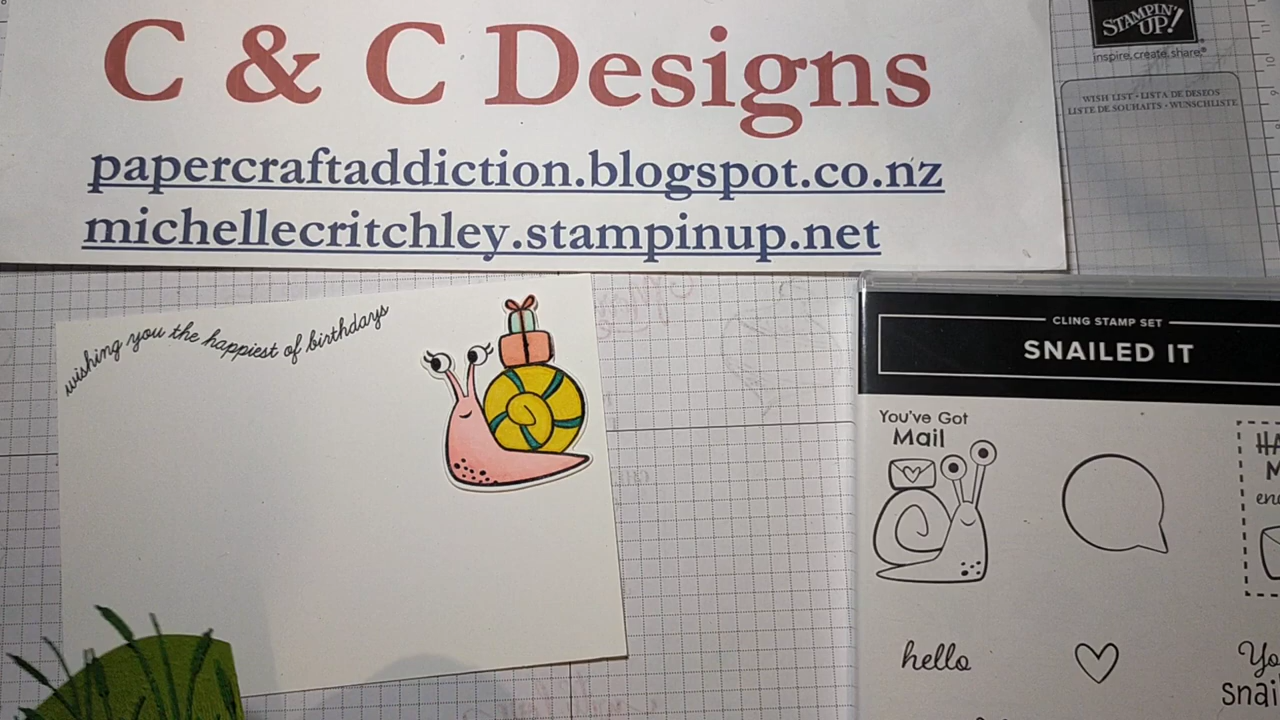 C & C Designs
papercraftaddiction.blogspot.co.nz
michellecritchley.stampinup.net
STAMPIN' UP!
inspire.create.share.®
WISH LIST • LISTA DE DESEOS
LISTE DE SOUHAITS • WUNSCHLISTE
wishing you the happiest of birthdays
CLING STAMP SET
SNAILED IT
You've Got
Mail
hello